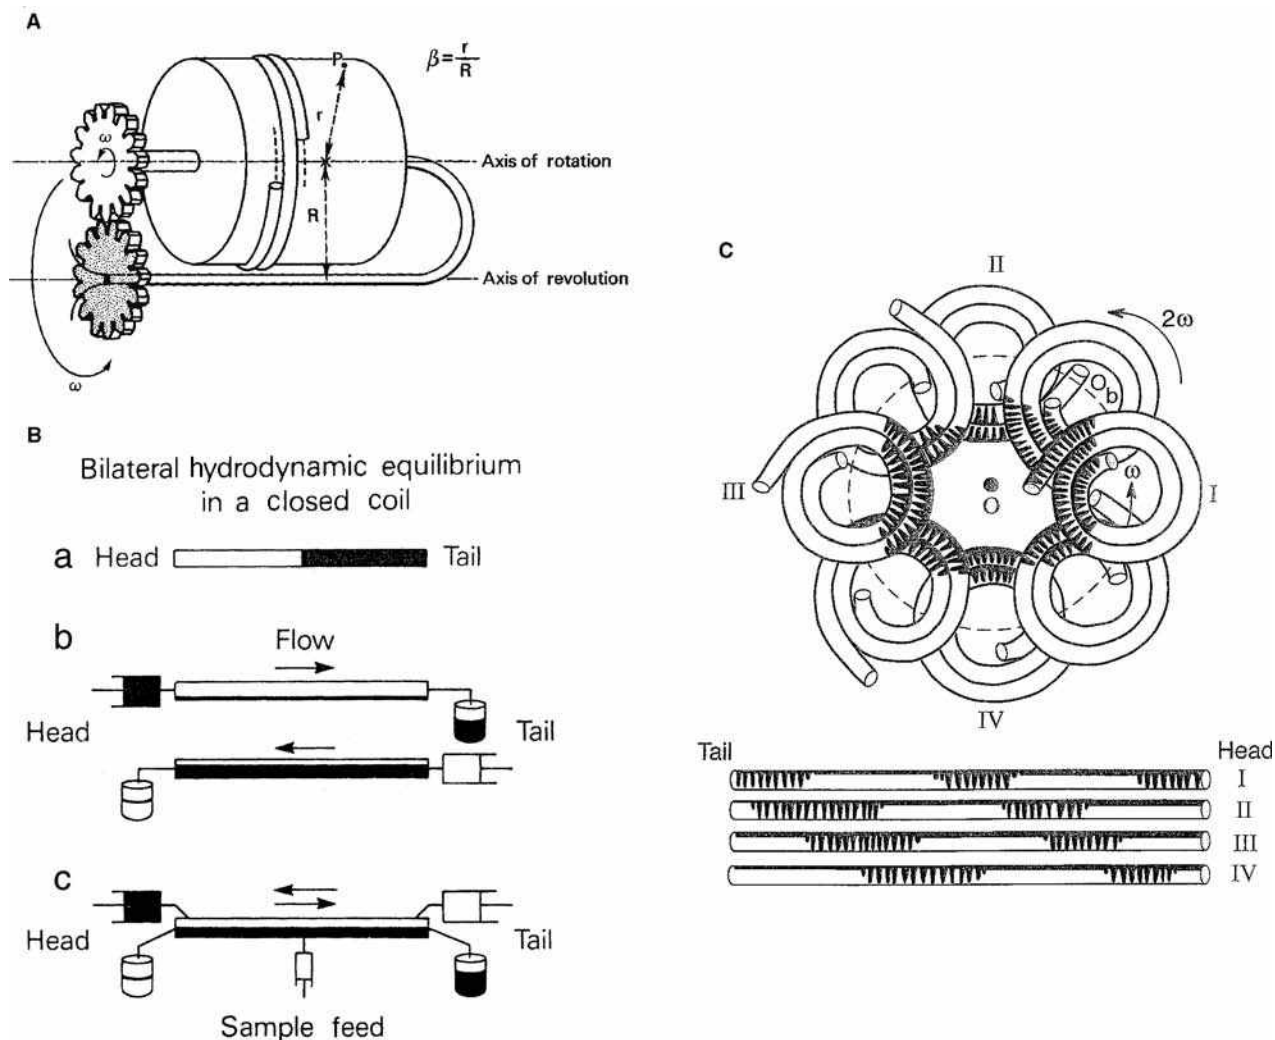 A
P
β = r/R
r
ω
Axis of rotation
R
Axis of revolution
ω
B
Bilateral hydrodynamic equilibrium
in a closed coil
a Head Tail
b Flow
Head Tail
c
Head Tail
Sample feed
C
II
2ω
Ob
III
O
ω
I
IV
Tail Head
I
II
III
IV